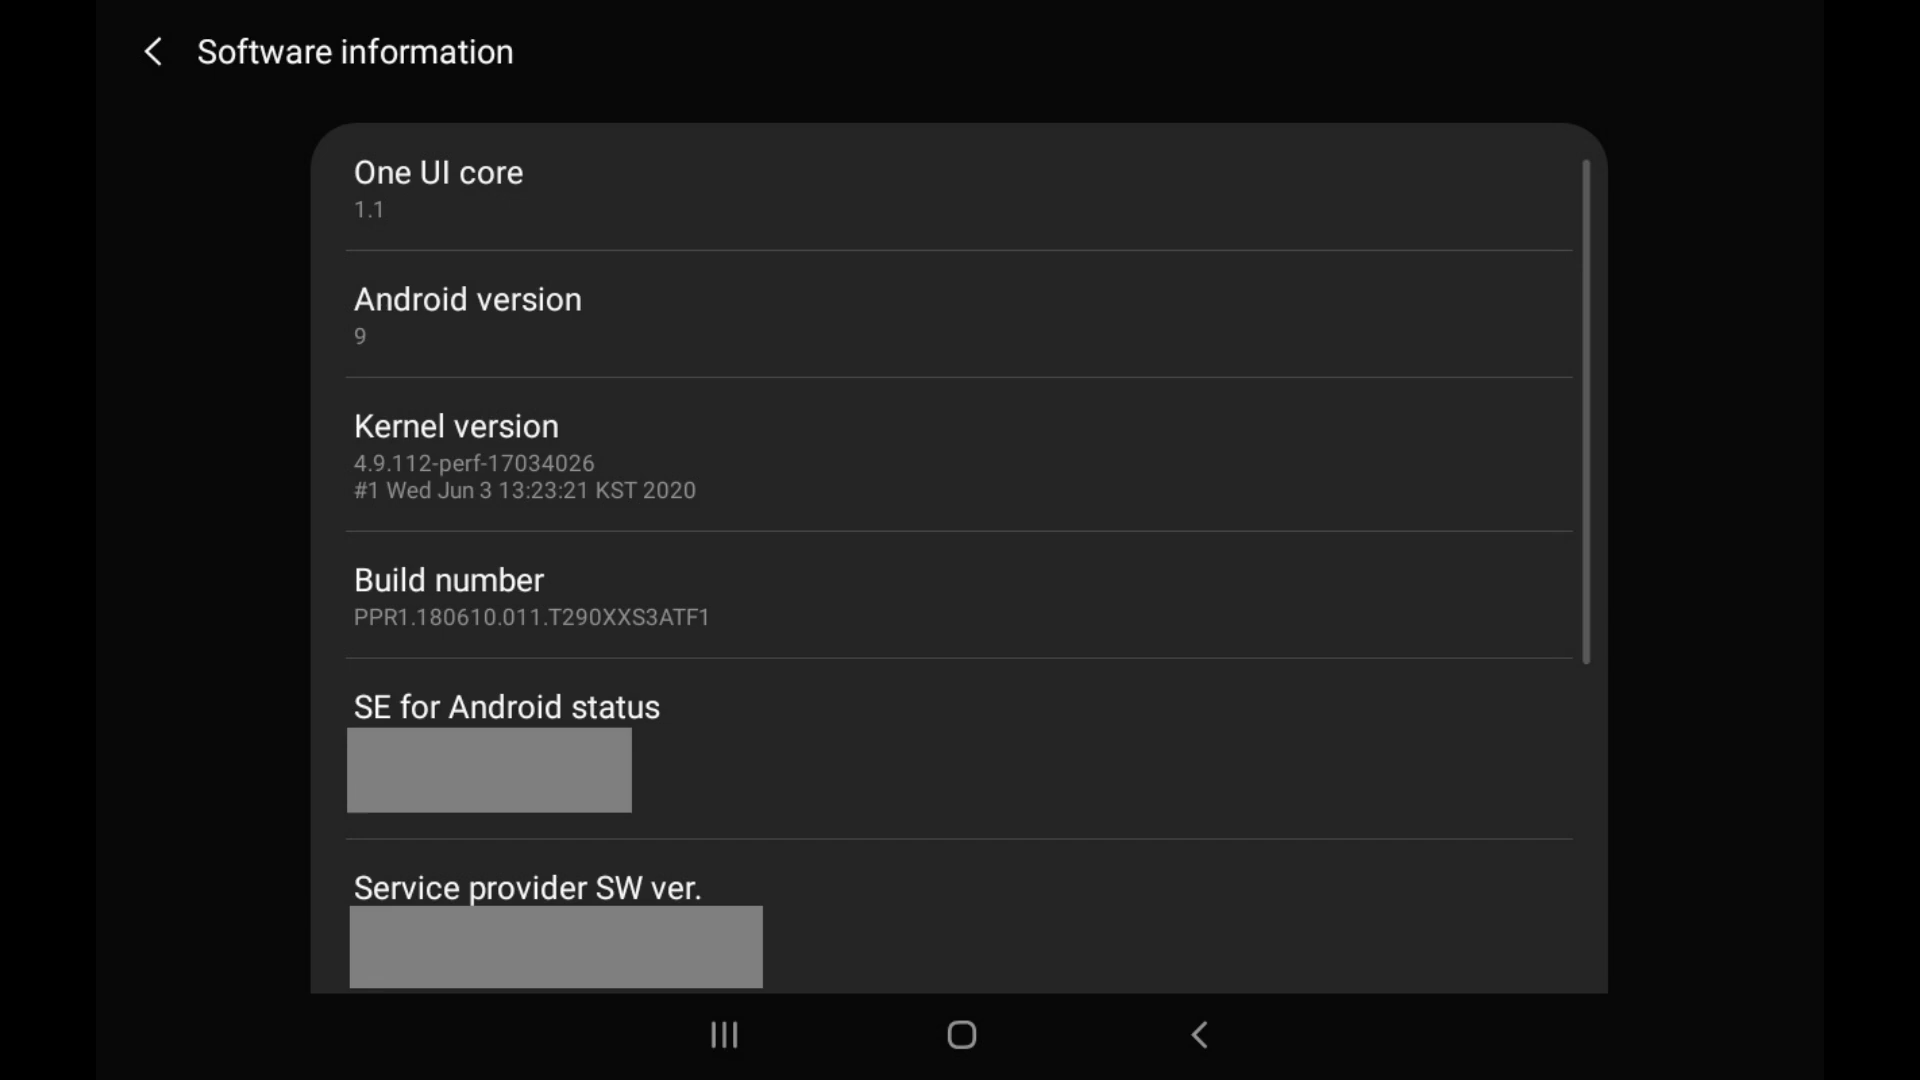 Software information
One UI core
1.1
Android version
9
Kernel version
4.9.112-perf-17034026
#1 Wed Jun 3 13:23:21 KST 2020
Build number
PPR1.180610.011.T290XXS3ATF1
SE for Android status
Service provider SW ver.